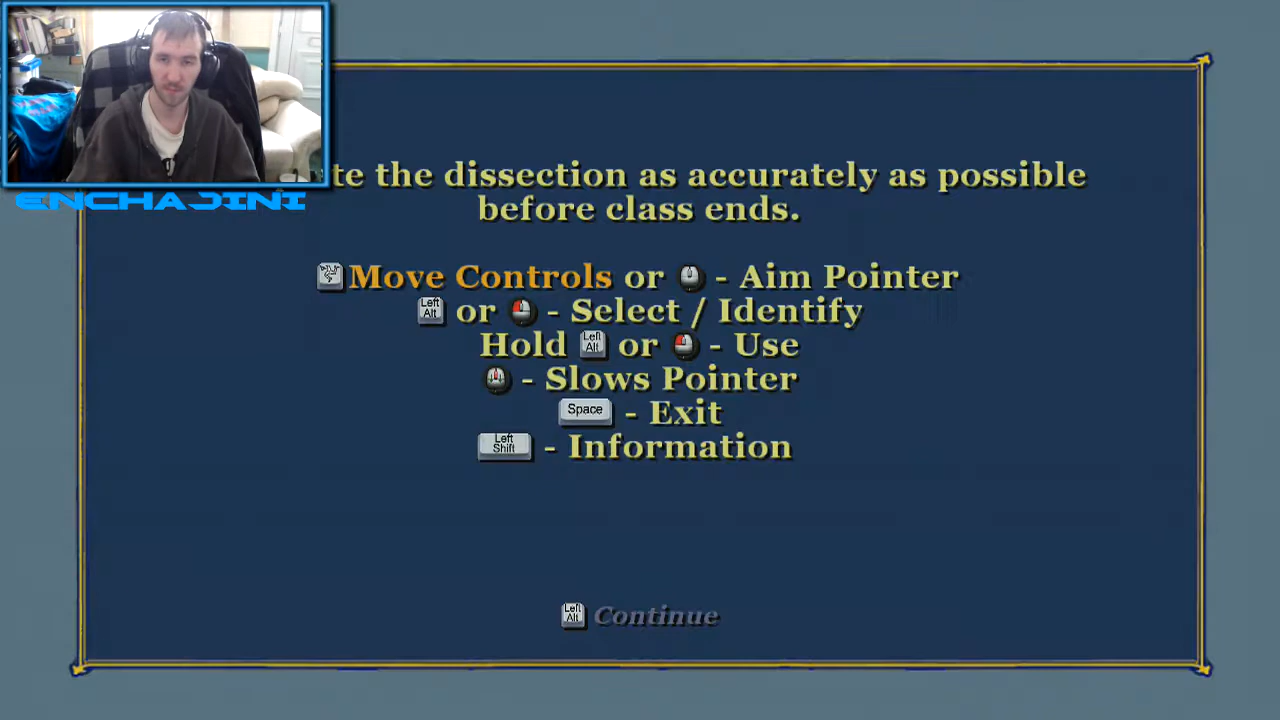 ENCHAJINI
te the dissection as accurately as possible
before class ends.
Move Controls or - Aim Pointer
Left Alt or - Select / Identify
Hold Left Alt or - Use
- Slows Pointer
Space - Exit
Left Shift - Information
Left Alt Continue